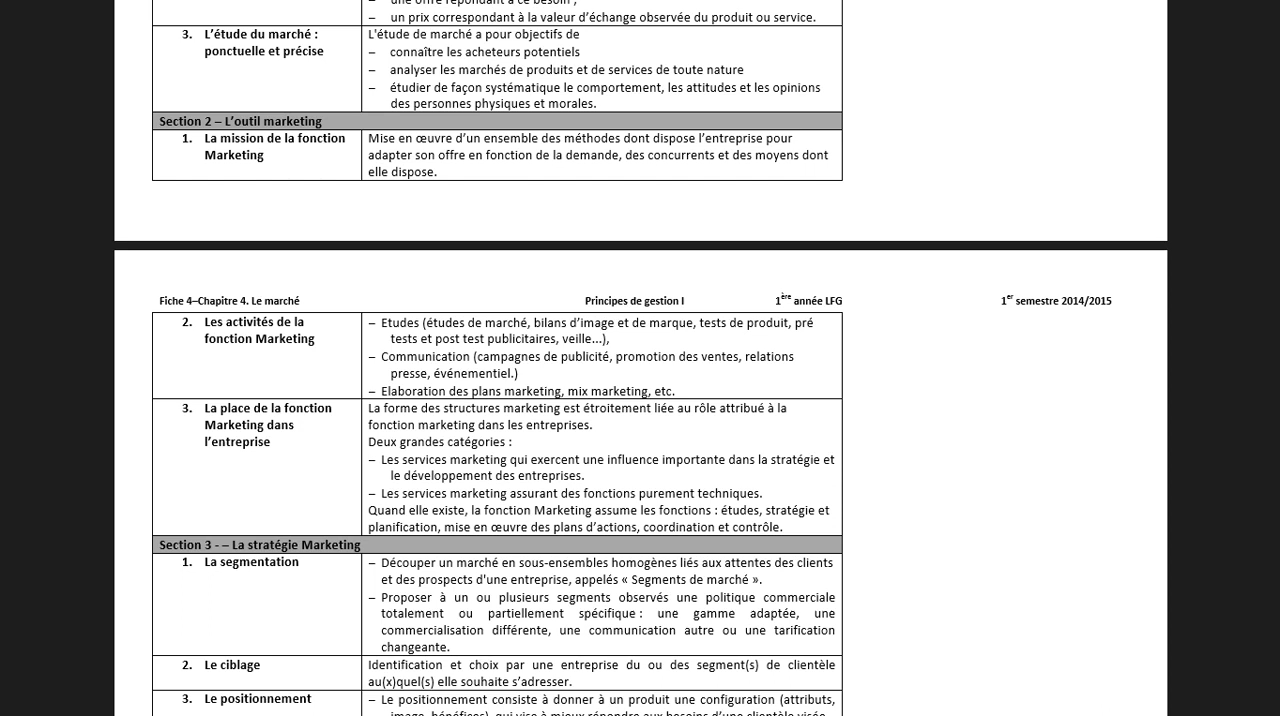 une offre répondant à ce besoin ;
– un prix correspondant à la valeur d’échange observée du produit ou service.
3. L’étude du marché :
ponctuelle et précise
L'étude de marché a pour objectifs de
– connaître les acheteurs potentiels
– analyser les marchés de produits et de services de toute nature
– étudier de façon systématique le comportement, les attitudes et les opinions
des personnes physiques et morales.
Section 2 – L’outil marketing
1. La mission de la fonction
Marketing
Mise en œuvre d’un ensemble des méthodes dont dispose l’entreprise pour
adapter son offre en fonction de la demande, des concurrents et des moyens dont
elle dispose.
Fiche 4–Chapitre 4. Le marché Principes de gestion I 1ère année LFG 1er semestre 2014/2015
2. Les activités de la
fonction Marketing
– Etudes (études de marché, bilans d’image et de marque, tests de produit, pré
tests et post test publicitaires, veille...),
– Communication (campagnes de publicité, promotion des ventes, relations
presse, événementiel.)
– Elaboration des plans marketing, mix marketing, etc.
3. La place de la fonction
Marketing dans
l’entreprise
La forme des structures marketing est étroitement liée au rôle attribué à la
fonction marketing dans les entreprises.
Deux grandes catégories :
– Les services marketing qui exercent une influence importante dans la stratégie et
le développement des entreprises.
– Les services marketing assurant des fonctions purement techniques.
Quand elle existe, la fonction Marketing assume les fonctions : études, stratégie et
planification, mise en œuvre des plans d’actions, coordination et contrôle.
Section 3 - – La stratégie Marketing
1. La segmentation
– Découper un marché en sous-ensembles homogènes liés aux attentes des clients
et des prospects d'une entreprise, appelés « Segments de marché ».
– Proposer à un ou plusieurs segments observés une politique commerciale
totalement ou partiellement spécifique : une gamme adaptée, une
commercialisation différente, une communication autre ou une tarification
changeante.
2. Le ciblage
Identification et choix par une entreprise du ou des segment(s) de clientèle
au(x)quel(s) elle souhaite s’adresser.
3. Le positionnement
– Le positionnement consiste à donner à un produit une configuration (attributs,
image, bénéfices), qui vise à mieux répondre aux besoins d’une clientèle visée